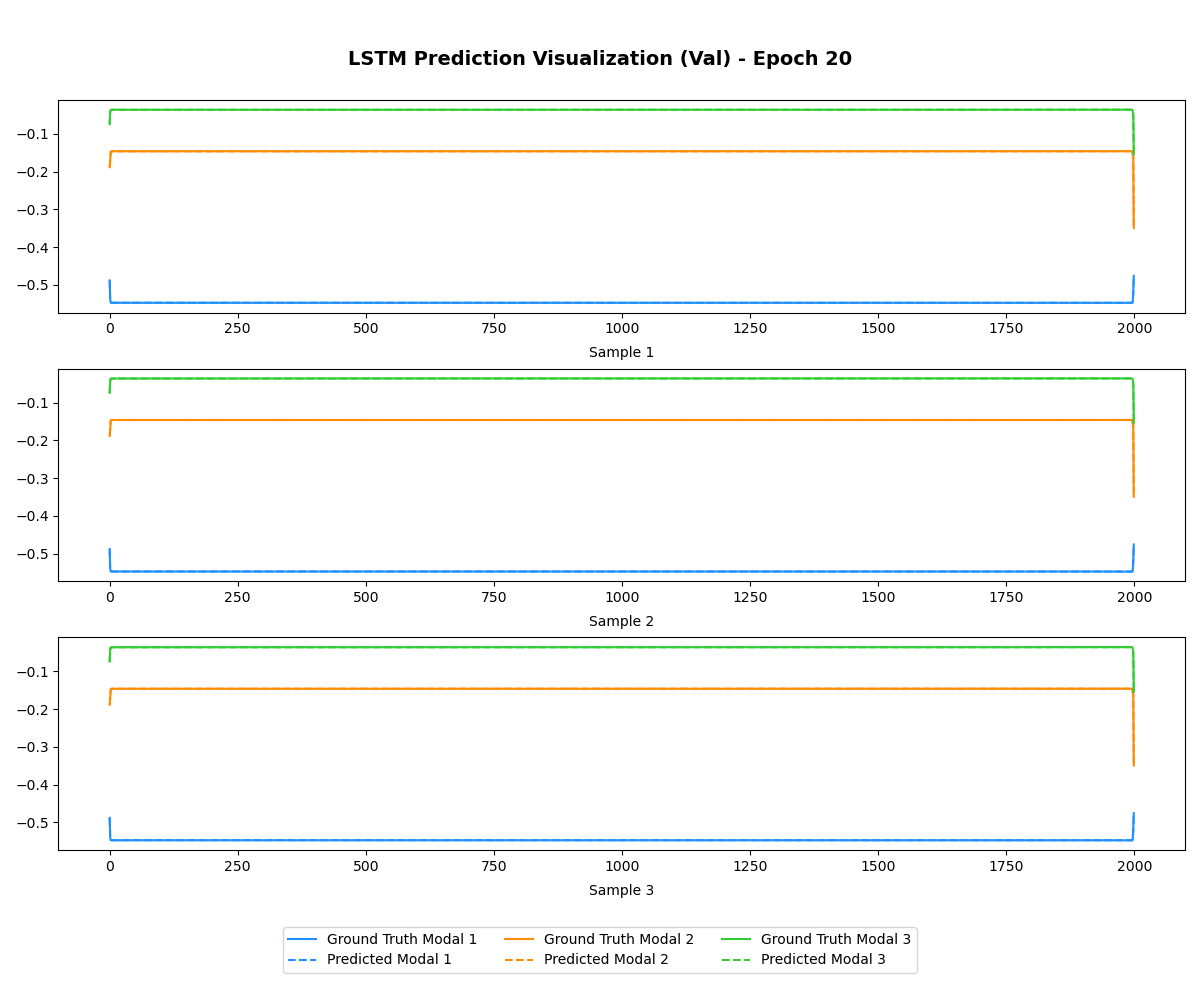 LSTM Prediction Visualization (Val) - Epoch 20
−0.1
−0.2
−0.3
−0.4
−0.5
0 250 500 750 1000 1250 1500 1750 2000
Sample 1
−0.1
−0.2
−0.3
−0.4
−0.5
0 250 500 750 1000 1250 1500 1750 2000
Sample 2
−0.1
−0.2
−0.3
−0.4
−0.5
0 250 500 750 1000 1250 1500 1750 2000
Sample 3
Ground Truth Modal 1 Ground Truth Modal 2 Ground Truth Modal 3
Predicted Modal 1 Predicted Modal 2 Predicted Modal 3